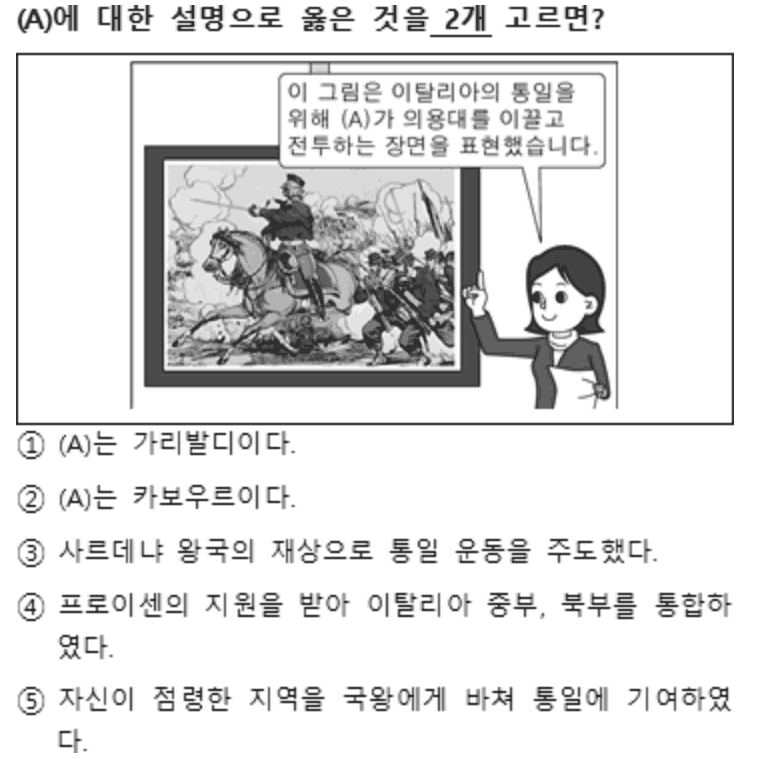 (A)에 대한 설명으로 옳은 것을 2개 고르면?
이 그림은 이탈리아의 통일을
위해 (A)가 의용대를 이끌고
전투하는 장면을 표현했습니다.
① (A)는 가리발디이다.
② (A)는 카보우르이다.
③ 사르데냐 왕국의 재상으로 통일 운동을 주도했다.
④ 프로이센의 지원을 받아 이탈리아 중부, 북부를 통합하
였다.
⑤ 자신이 점령한 지역을 국왕에게 바쳐 통일에 기여하였
다.